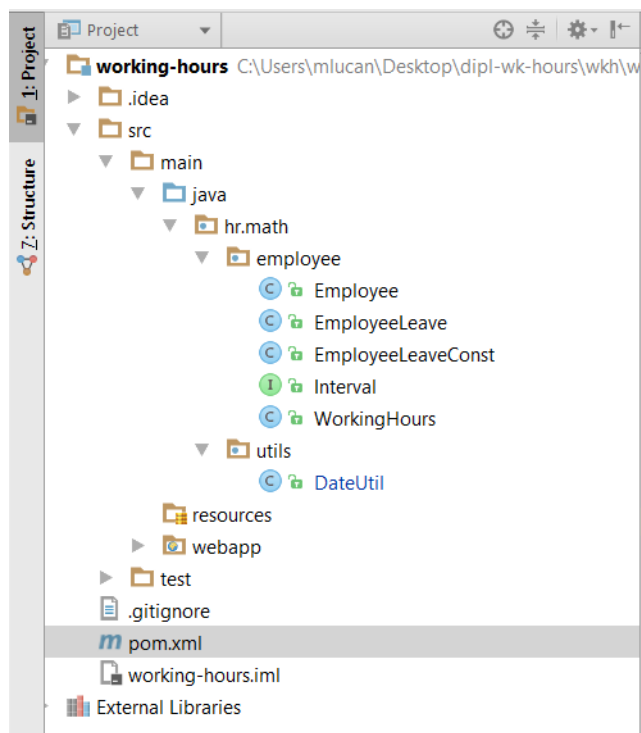 1: Project
7: Structure
Project
working-hours C:\Users\mlucan\Desktop\dipl-wk-hours\wkh\w
.idea
src
main
java
hr.math
employee
C Employee
C EmployeeLeave
C EmployeeLeaveConst
I Interval
C WorkingHours
utils
C DateUtil
resources
webapp
test
.gitignore
m pom.xml
working-hours.iml
External Libraries